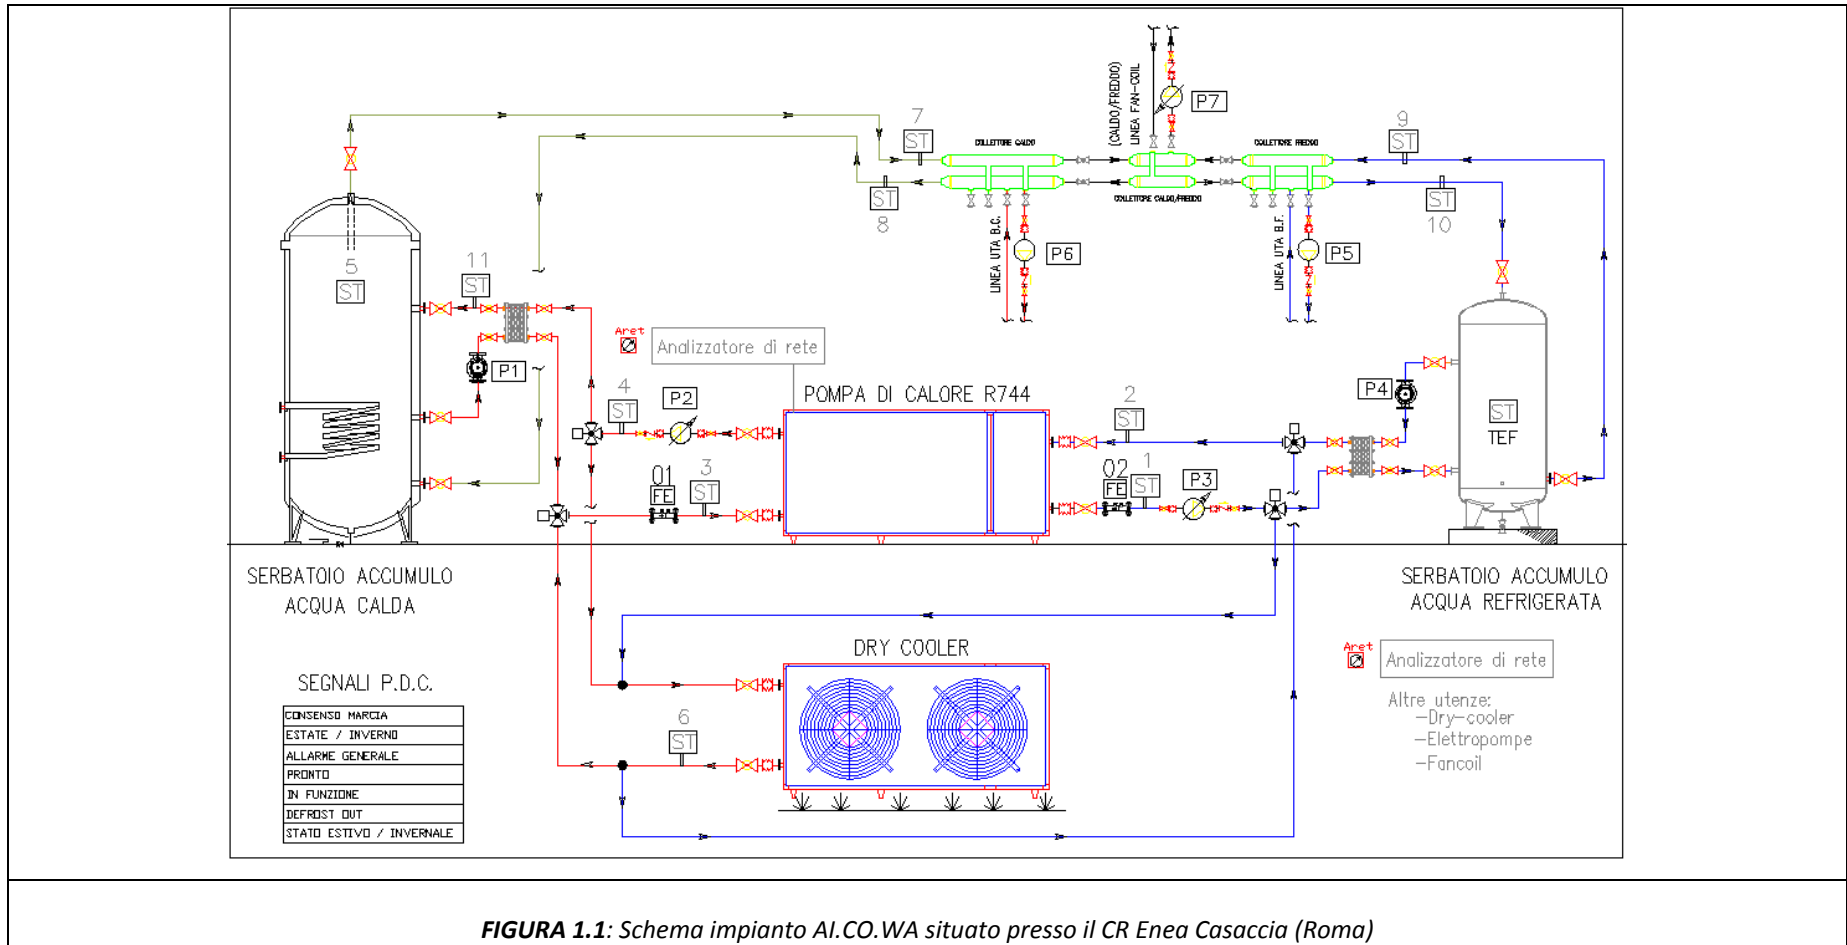 (CALDO/FREDDO)
LINEA FAN-COIL
P7
7
ST
COLLETTORE CALDO
COLLETTORE FREDDO
9
ST
ST
8
COLLETTORE CALDO/FREDDO
ST
10
LINEA UTA B.C.
P6
LINEA UTA B.F.
P5
5
ST
11
ST
Aret
Analizzatore di rete
P1
4
ST
P2
POMPA DI CALORE R744
2
ST
P4
ST
TEF
01
FE
3
ST
02
FE
1
ST
P3
SERBATOIO ACCUMULO
ACQUA CALDA
SERBATOIO ACCUMULO
ACQUA REFRIGERATA
DRY COOLER
Aret
Analizzatore di rete
Altre utenze:
-Dry-cooler
-Elettropompe
-Fancoil
6
ST
SEGNALI P.D.C.
CONSENSO MARCIA
ESTATE / INVERNO
ALLARME GENERALE
PRONTO
IN FUNZIONE
DEFROST OUT
STATO ESTIVO / INVERNALE
FIGURA 1.1: Schema impianto AI.CO.WA situato presso il CR Enea Casaccia (Roma)